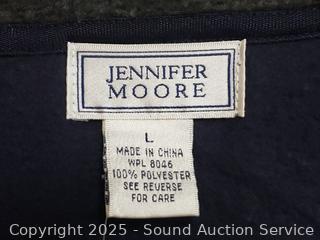 JENNIFER
MOORE
L
MADE IN CHINA
WPL 8046
100% POLYESTER
SEE REVERSE
FOR CARE
Copyright © 2025 - Sound Auction Service